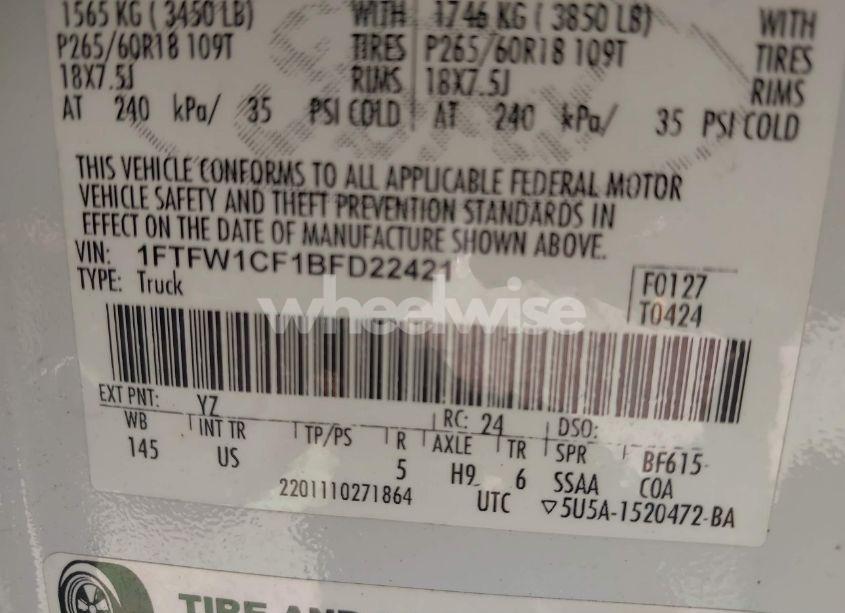 1565 KG ( 3450 LB) WITH 1746 KG ( 3850 LB) WITH
P265/60R18 109T TIRES P265/60R18 109T TIRES
18X7.5J RIMS 18X7.5J RIMS
AT 240 kPa/ 35 PSI COLD AT 240 kPa/ 35 PSI COLD
THIS VEHICLE CONFORMS TO ALL APPLICABLE FEDERAL MOTOR
VEHICLE SAFETY AND THEFT PREVENTION STANDARDS IN
EFFECT ON THE DATE OF MANUFACTURE SHOWN ABOVE.
VIN: 1FTFW1CF1BFD22421
TYPE: Truck F0127
T0424
wheelwise
EXT PNT: YZ RC: 24 DSO:
WB INT TR TP/PS R AXLE TR SPR BF615
145 US 5 H9 6 SSAA COA
2201110271864 UTC ▽5U5A-1520472-BA
TIRE AND